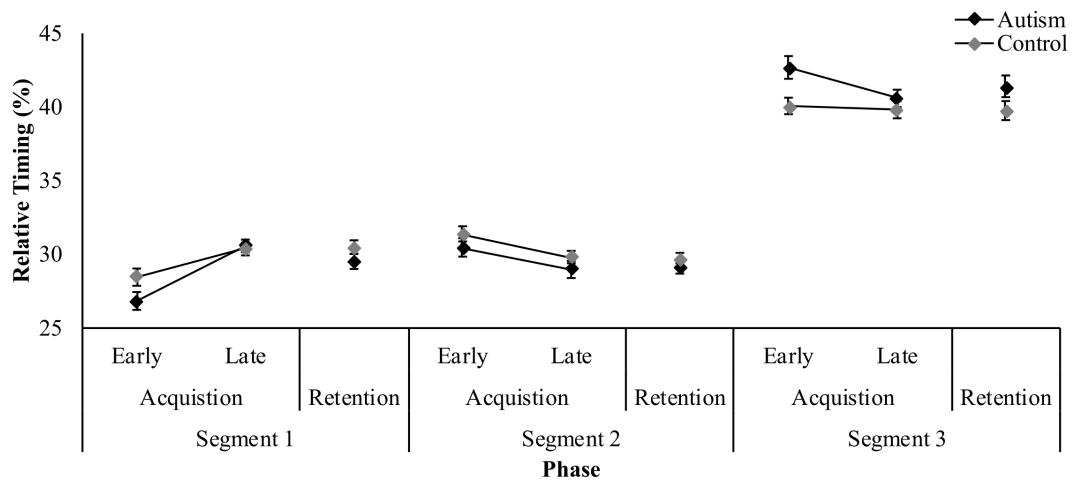 Autism
Control
Relative Timing (%)
45
40
35
30
25
Early Late Early Late Early Late
Acquistion Retention Acquistion Retention Acquistion Retention
Segment 1 Segment 2 Segment 3
Phase